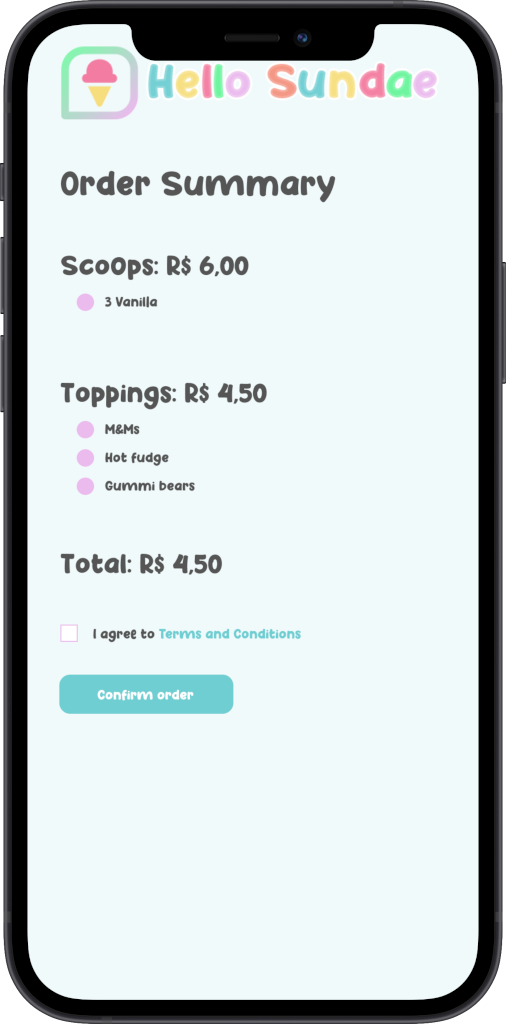 Hello Sundae
Order Summary
Scoops: R$ 6,00
3 Vanilla
Toppings: R$ 4,50
M&Ms
Hot fudge
Gummi bears
Total: R$ 4,50
I agree to Terms and Conditions
Confirm order